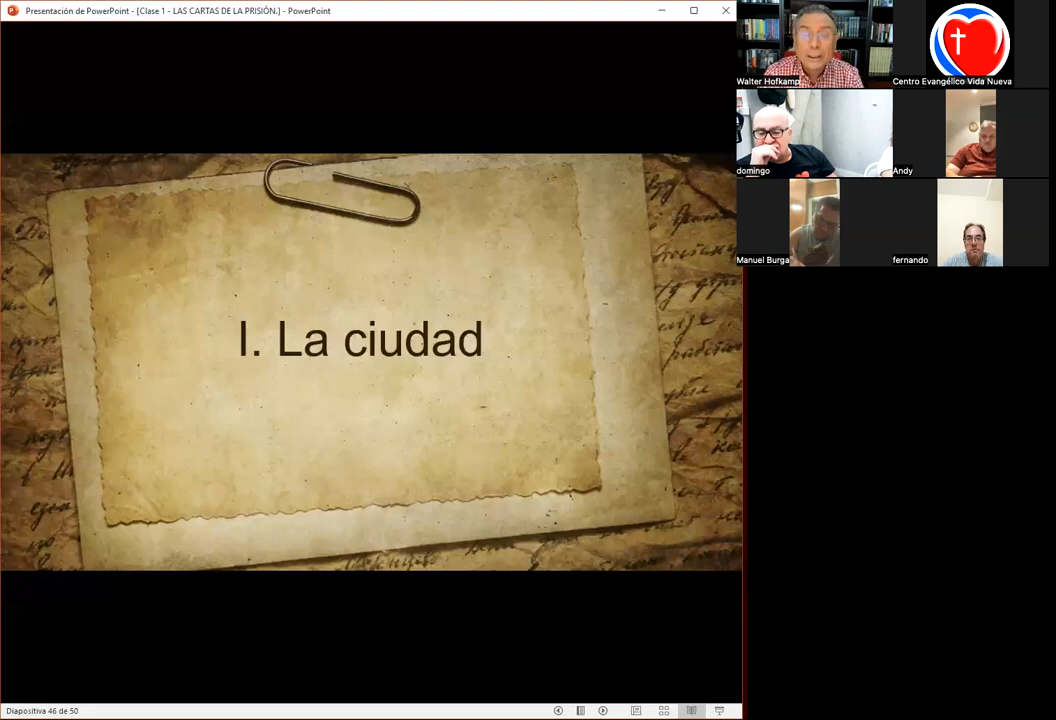 Presentación de PowerPoint - [Clase 1 - LAS CARTAS DE LA PRISIÓN.] - PowerPoint
I. La ciudad
Diapositiva 46 de 50
Walter Hofkamp
Centro Evangélico Vida Nueva
domingo
Andy
Manuel Burga
fernando